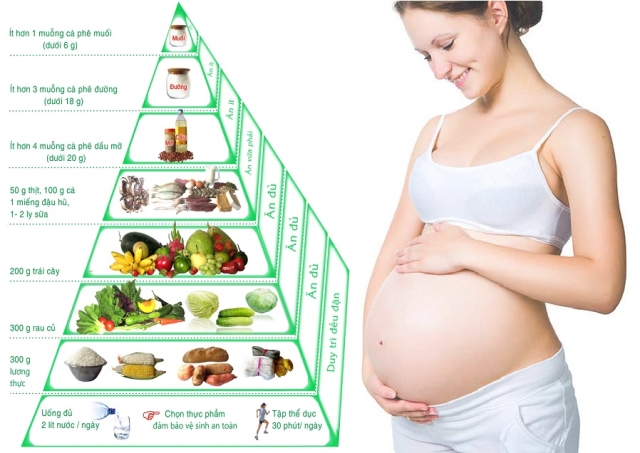 Ít hơn 1 muỗng cà phê muối
(dưới 6 g)
Muối
Ăn ít
Ít hơn 3 muỗng cà phê đường
(dưới 18 g)
Đường
Ăn ít
Ít hơn 4 muỗng cà phê dầu mỡ
(dưới 20 g)
Ăn vừa phải
50 g thịt, 100 g cá
1 miếng đậu hủ,
1- 2 ly sữa
Ăn đủ
200 g trái cây
Ăn đủ
300 g rau củ
Ăn đủ
300 g
lương
thực
Duy trì đều đặn
Uống đủ
2 lít nước / ngày
Chọn thực phẩm
đảm bảo vệ sinh an toàn
Tập thể dục
30 phút/ ngày